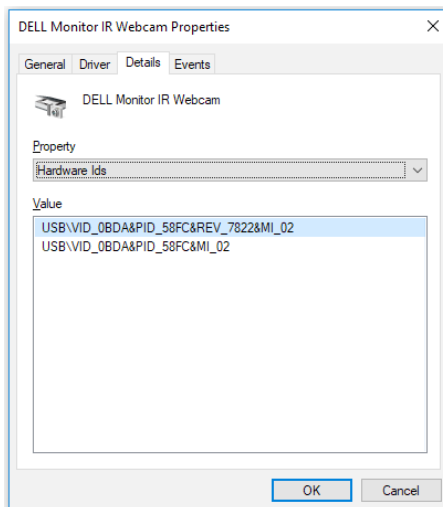 DELL Monitor IR Webcam Properties
General Driver Details Events
DELL Monitor IR Webcam
Property
Hardware Ids
Value
USB\VID_0BDA&PID_58FC&REV_7822&MI_02
USB\VID_0BDA&PID_58FC&MI_02
OK Cancel